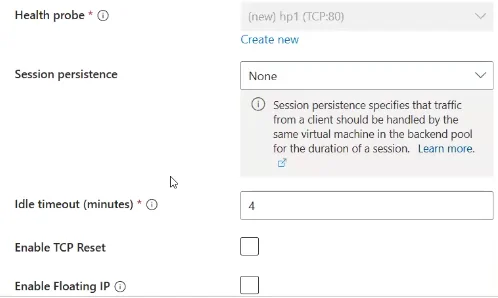 Health probe *
(new) hp1 (TCP:80)
Create new
Session persistence
None
Session persistence specifies that traffic
from a client should be handled by the
same virtual machine in the backend pool
for the duration of a session. Learn more.
Idle timeout (minutes) *
4
Enable TCP Reset
Enable Floating IP